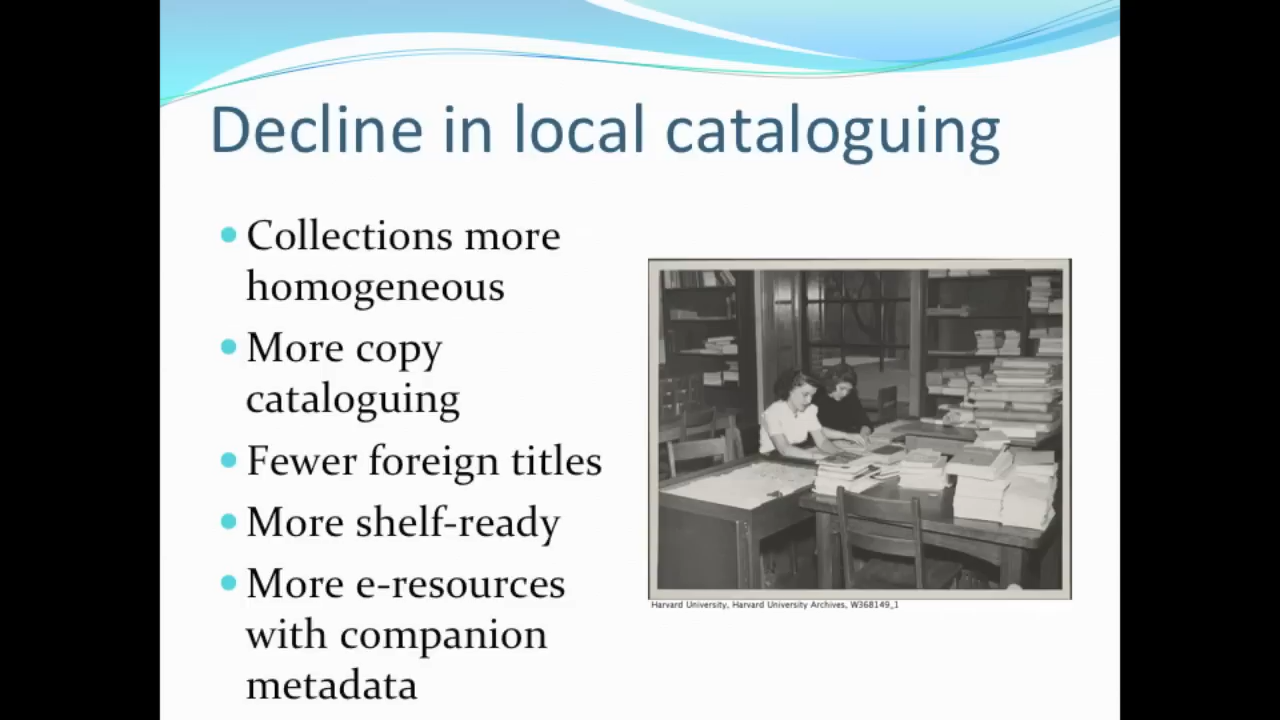 Decline in local cataloguing
Collections more
homogeneous
More copy
cataloguing
Fewer foreign titles
More shelf-ready
More e-resources
with companion
metadata
Harvard University, Harvard University Archives, W368149_1